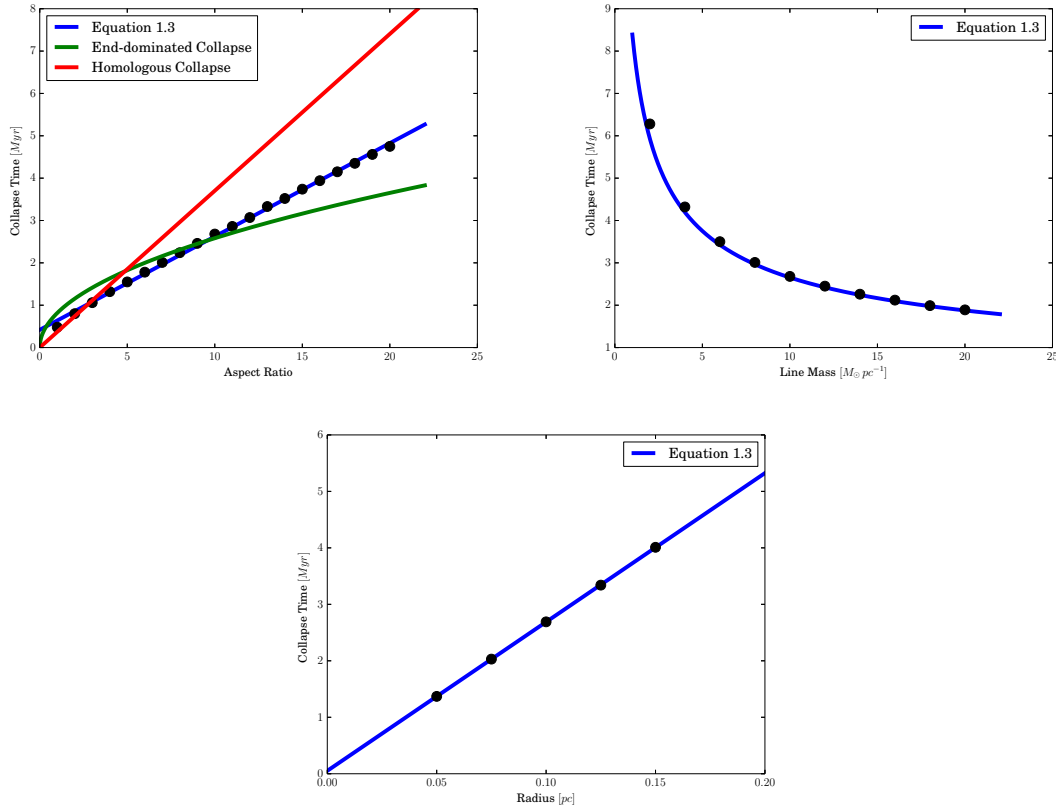 8
7
6
5
4
3
2
1
0
Collapse Time [Myr]
Equation 1.3
End-dominated Collapse
Homologous Collapse
0 5 10 15 20 25
Aspect Ratio
9
8
7
6
5
4
3
2
1
Collapse Time [Myr]
Equation 1.3
0 5 10 15 20 25
Line Mass [M⊙ pc⁻¹]
6
5
4
3
2
1
0
Collapse Time [Myr]
Equation 1.3
0.00 0.05 0.10 0.15 0.20
Radius [pc]